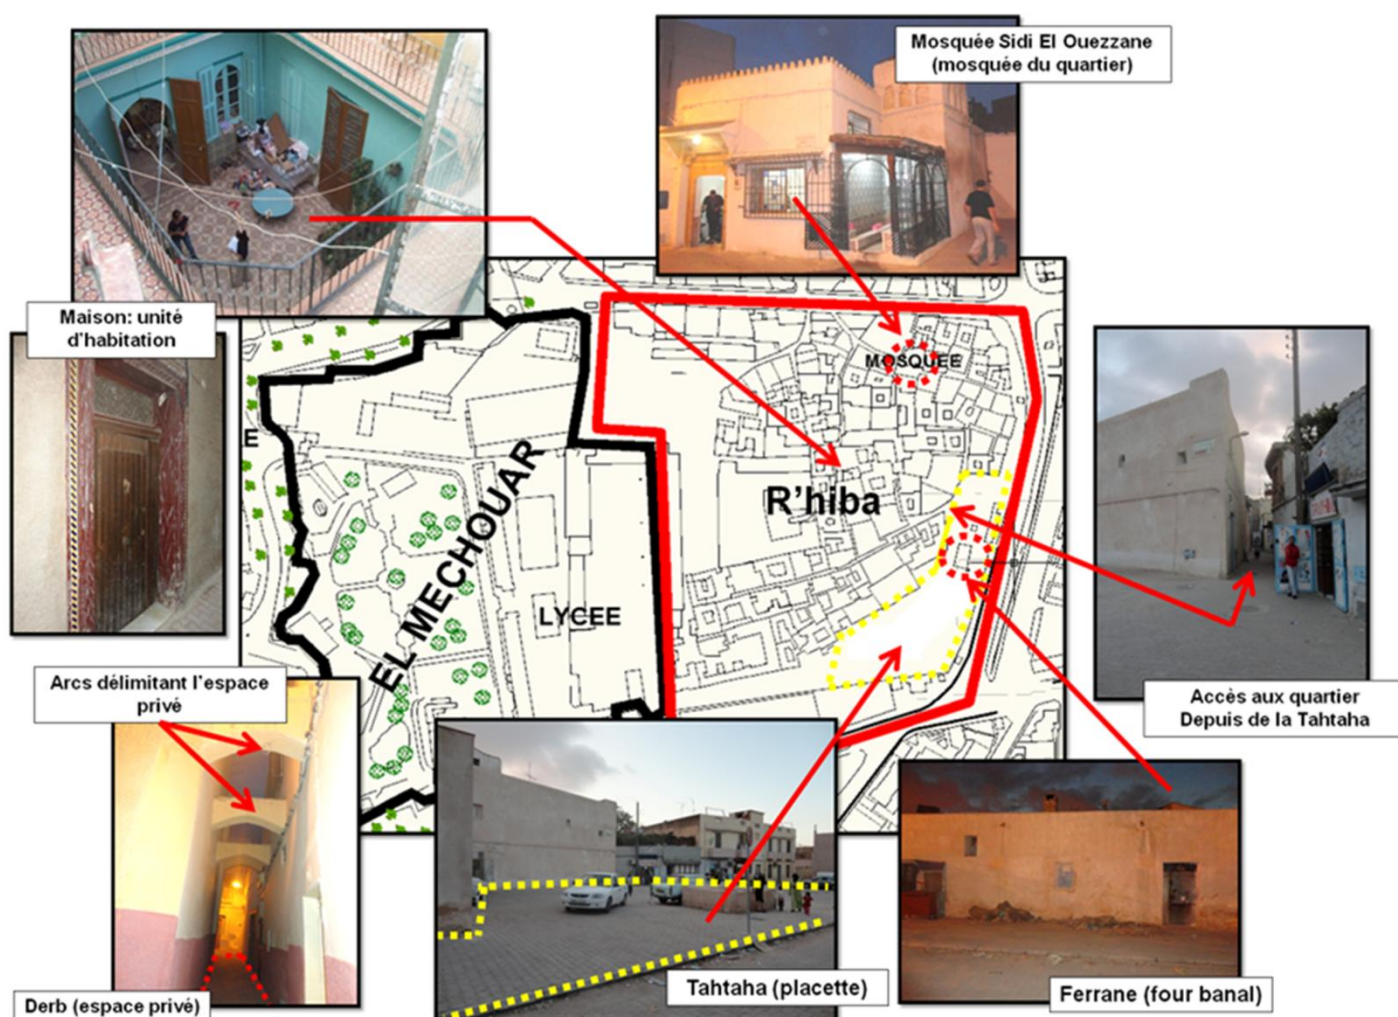 Mosquée Sidi El Ouezzane
(mosquée du quartier)
Maison: unité
d'habitation
MOSQUEE
E
R'hiba
EL MECHOUAR
LYCEE
Arcs délimitant l'espace
privé
Accès aux quartier
Depuis de la Tahtaha
Derb (espace privé)
Tahtaha (placette)
Ferrane (four banal)